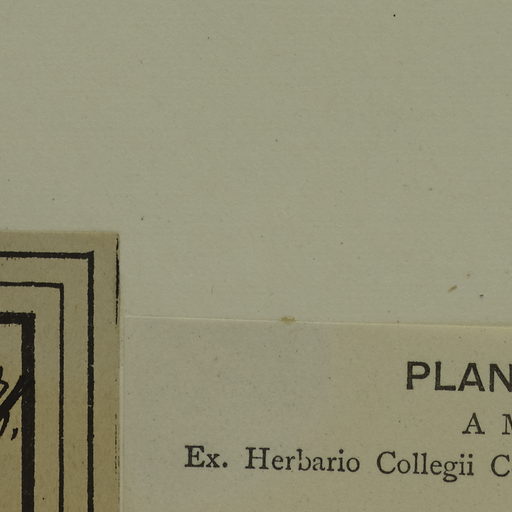 PLAN
A M
Ex. Herbario Collegii C